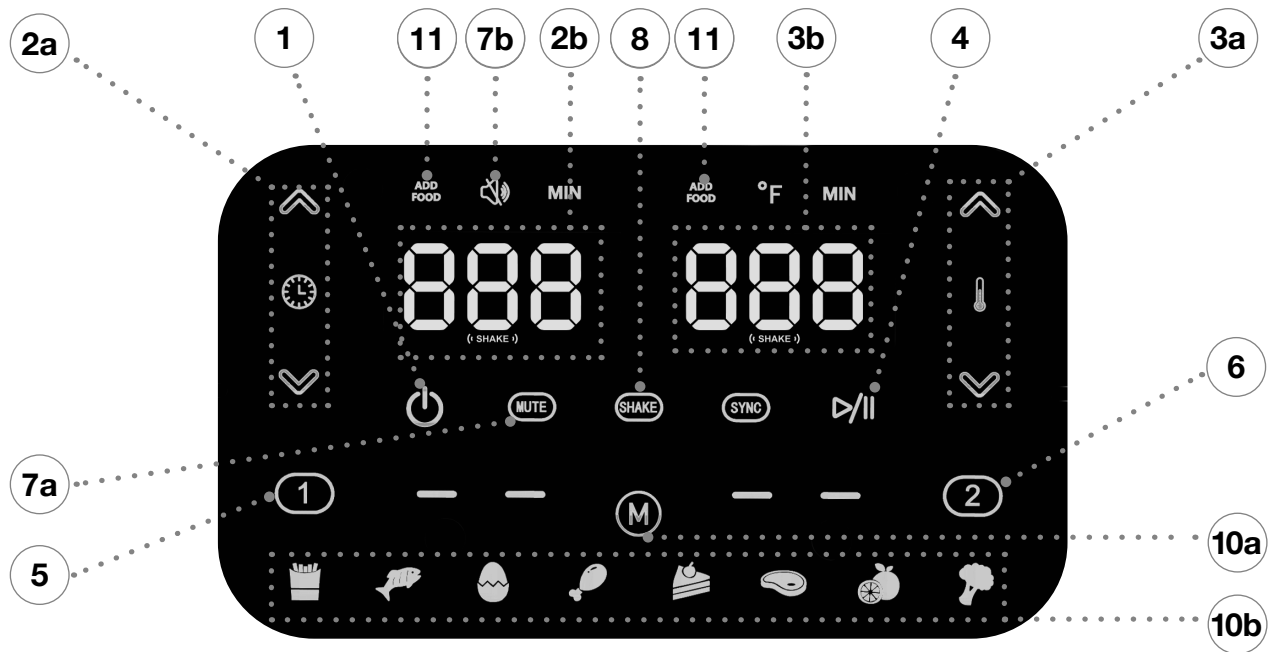 2a 1 11 7b 2b 8 11 3b 4 3a
ADD FOOD MIN ADD FOOD °F MIN
888 888
SHAKE SHAKE
6
MUTE SHAKE SYNC
7a
1 2
M
10a
5
10b